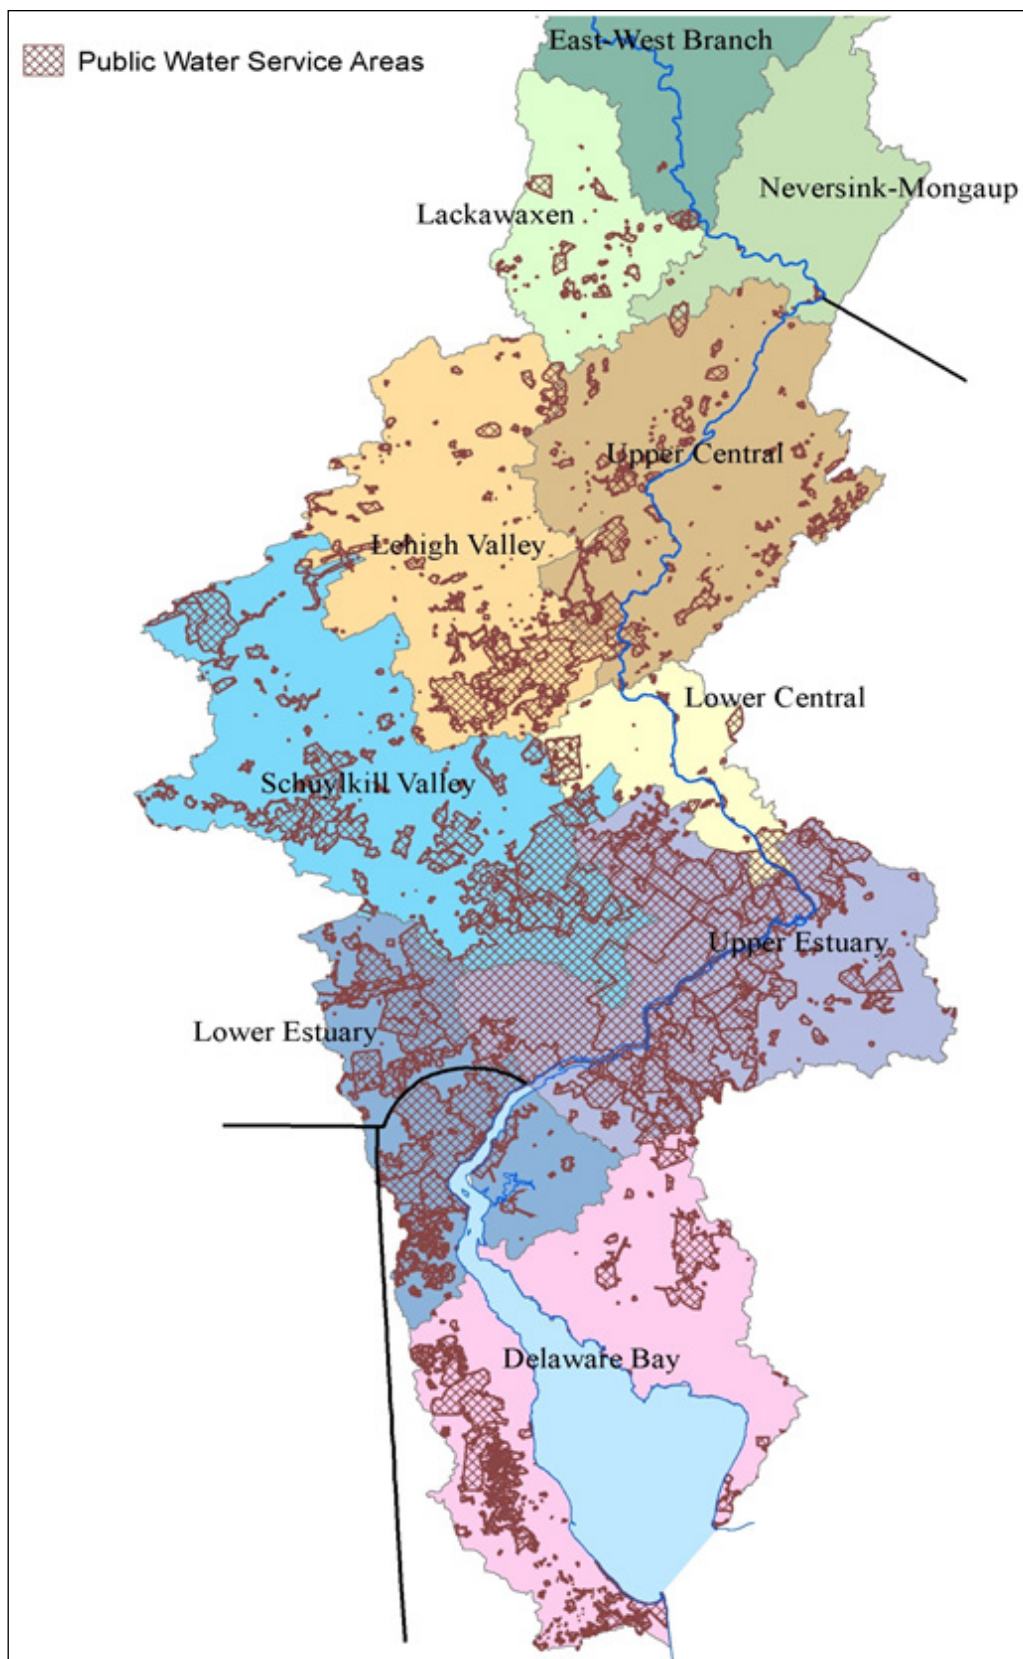 East-West Branch
Public Water Service Areas
Neversink-Mongaup
Lackawaxen
Upper Central
Lehigh Valley
Lower Central
Schuylkill Valley
Upper Estuary
Lower Estuary
Delaware Bay